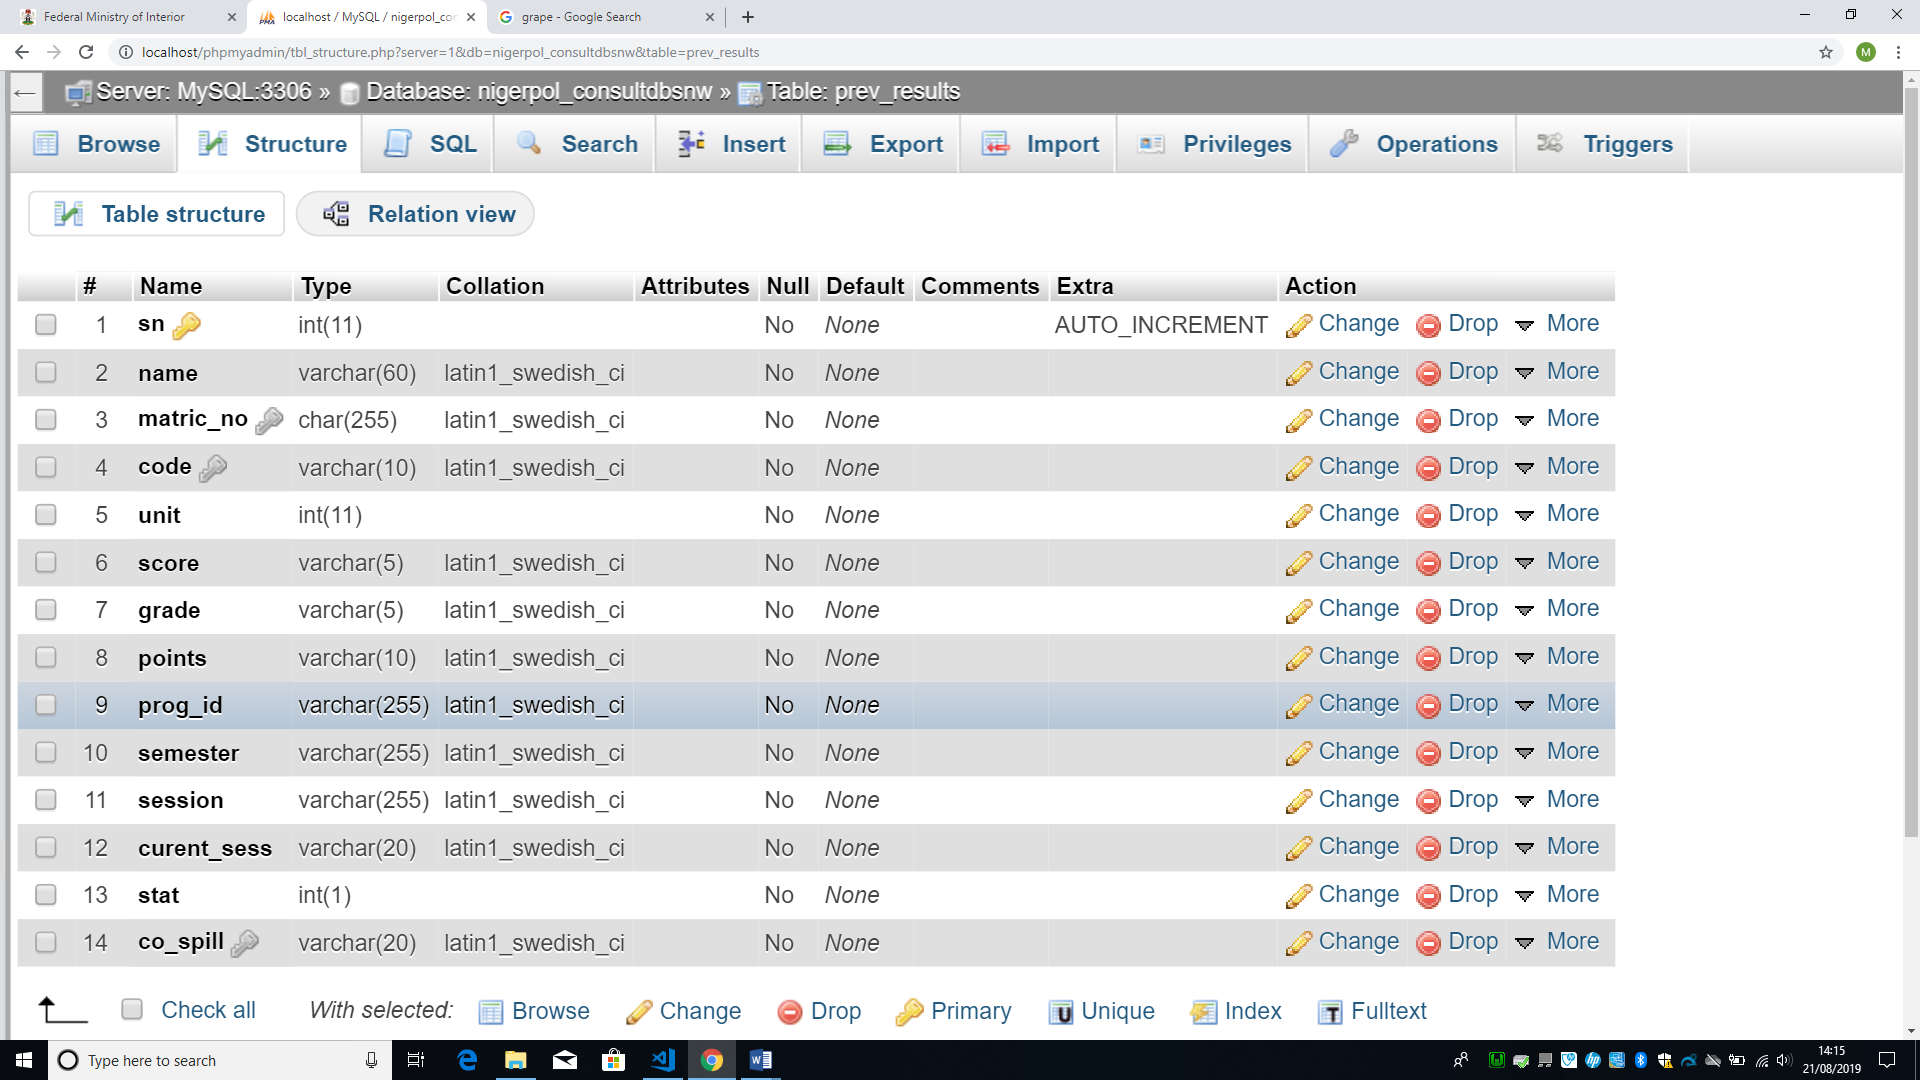 Federal Ministry of Interior
localhost / MySQL / nigerpol_con
grape - Google Search
localhost/phpmyadmin/tbl_structure.php?server=1&db=nigerpol_consultdbsnw&table=prev_results
M
Server: MySQL:3306 » Database: nigerpol_consultdbsnw » Table: prev_results
Browse Structure SQL Search Insert Export Import Privileges Operations Triggers
Table structure Relation view
# Name Type Collation Attributes Null Default Comments Extra Action
1 sn int(11) No None AUTO_INCREMENT Change Drop More
2 name varchar(60) latin1_swedish_ci No None Change Drop More
3 matric_no char(255) latin1_swedish_ci No None Change Drop More
4 code varchar(10) latin1_swedish_ci No None Change Drop More
5 unit int(11) No None Change Drop More
6 score varchar(5) latin1_swedish_ci No None Change Drop More
7 grade varchar(5) latin1_swedish_ci No None Change Drop More
8 points varchar(10) latin1_swedish_ci No None Change Drop More
9 prog_id varchar(255) latin1_swedish_ci No None Change Drop More
10 semester varchar(255) latin1_swedish_ci No None Change Drop More
11 session varchar(255) latin1_swedish_ci No None Change Drop More
12 curent_sess varchar(20) latin1_swedish_ci No None Change Drop More
13 stat int(1) No None Change Drop More
14 co_spill varchar(20) latin1_swedish_ci No None Change Drop More
Check all With selected: Browse Change Drop Primary Unique Index Fulltext
Type here to search
14:15
21/08/2019